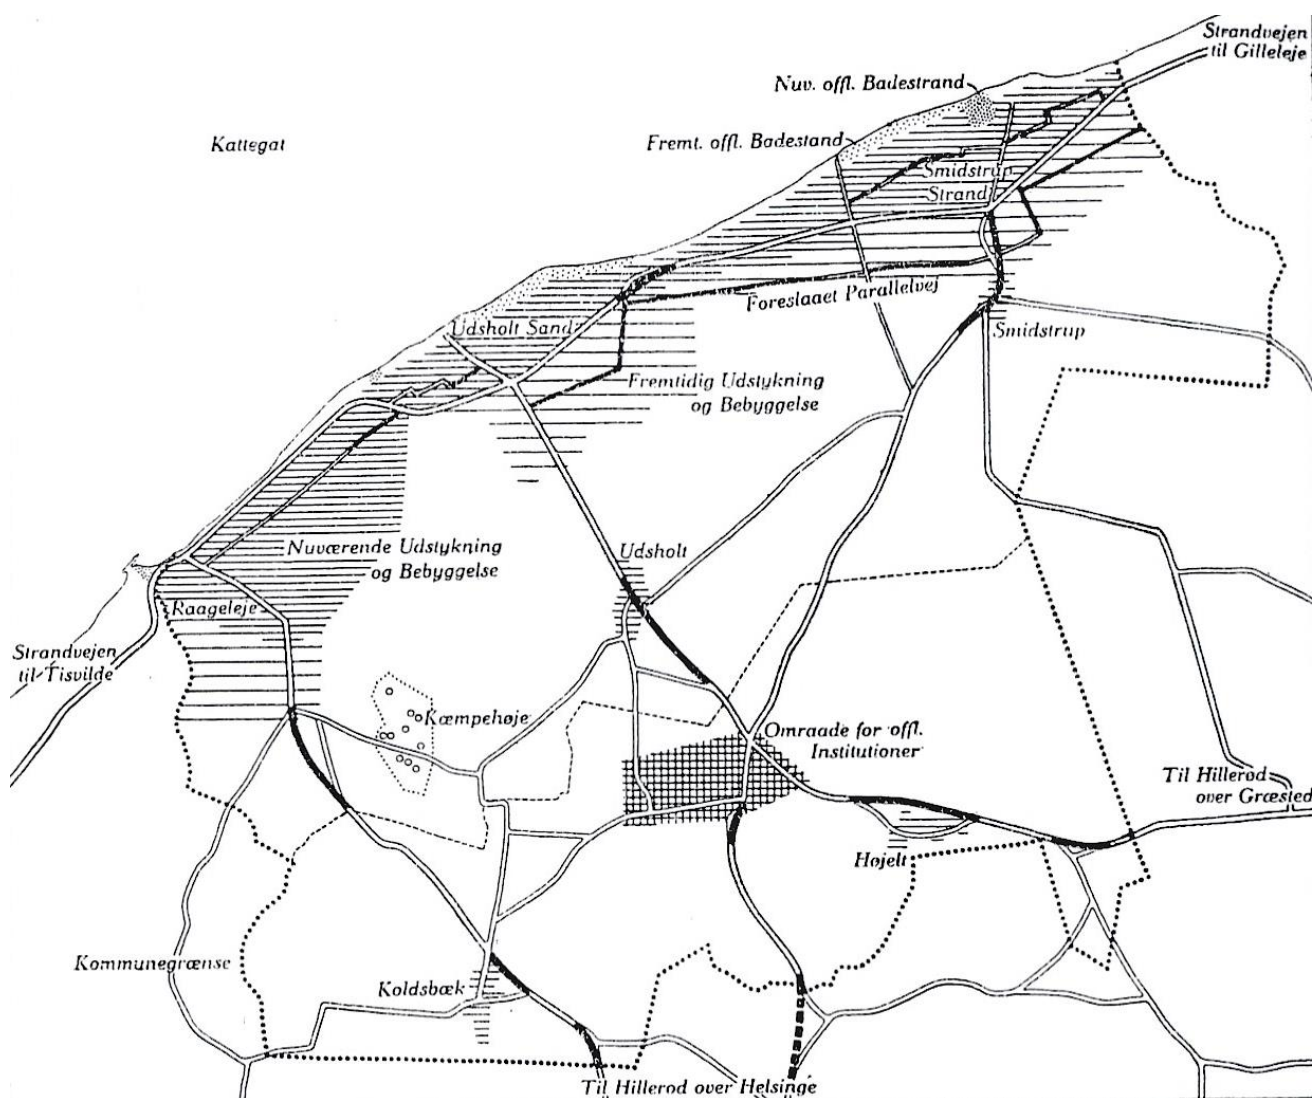 Strandvejen
til Gilleleje
Nuv. offl. Badestrand
Kattegat
Fremt. offl. Badestand
Smidstrup
Strand
Foreslaaet Parallelvej
Udsholt Sand
Smidstrup
Fremtidig Udstykning
og Bebyggelse
Nuværende Udstykning
og Bebyggelse
Udsholt
Raageleje
Strandvejen
til Tisvilde
Kæmpehøje
Omraade for offl.
Institutioner
Til Hillerød
over Græsted
Højelt
Kommunegrænse
Koldsbæk
Til Hillerod over Helsinge